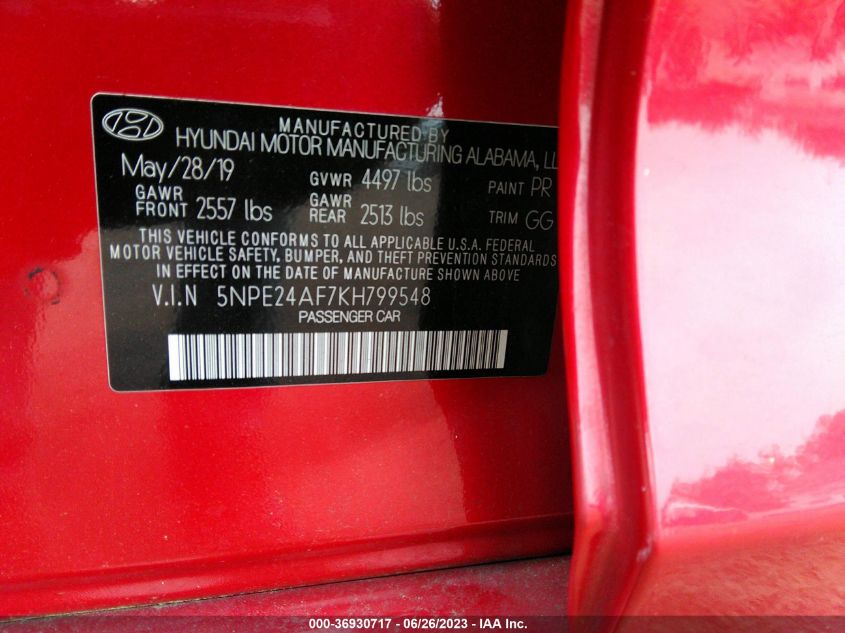 MANUFACTURED BY
HYUNDAI MOTOR MANUFACTURING ALABAMA, LL
May/28/19 GVWR 4497 lbs PAINT PR
GAWR FRONT 2557 lbs GAWR REAR 2513 lbs TRIM GG
THIS VEHICLE CONFORMS TO ALL APPLICABLE U.S.A. FEDERAL
MOTOR VEHICLE SAFETY, BUMPER, AND THEFT PREVENTION STANDARDS
IN EFFECT ON THE DATE OF MANUFACTURE SHOWN ABOVE
V.I.N 5NPE24AF7KH799548
PASSENGER CAR
000-36930717 - 06/26/2023 - © IAA Inc.